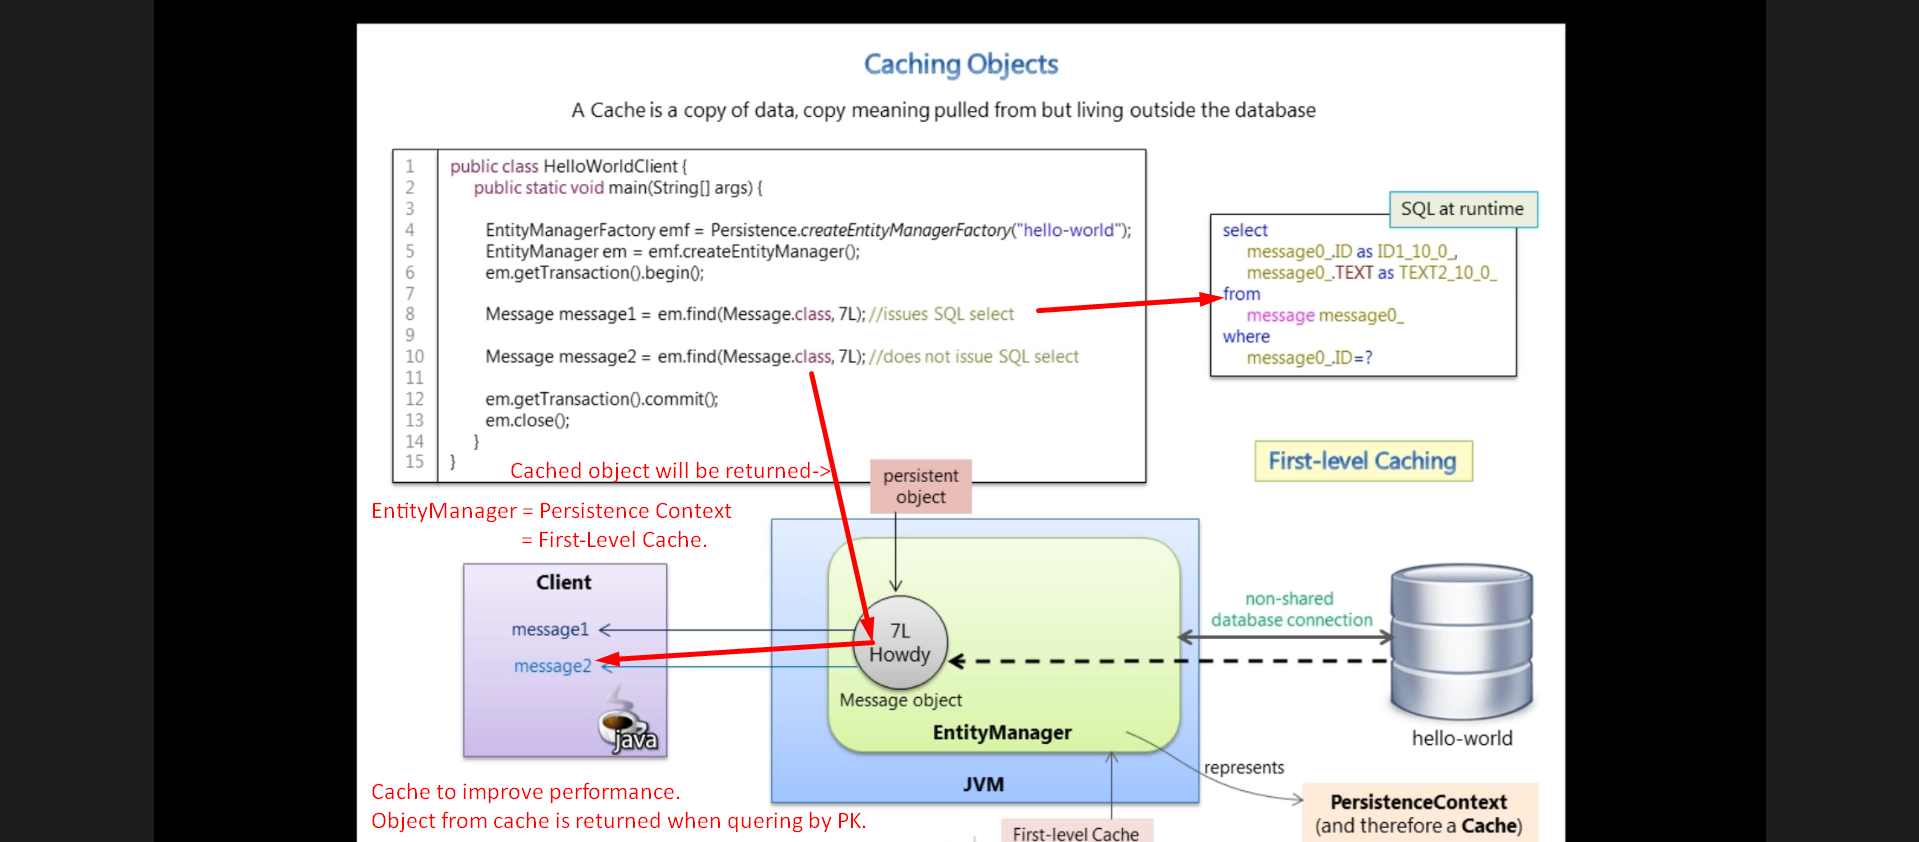 Caching Objects
A Cache is a copy of data, copy meaning pulled from but living outside the database
1 public class HelloWorldClient {
2 public static void main(String[] args) {
3
4 EntityManagerFactory emf = Persistence.createEntityManagerFactory("hello-world");
5 EntityManager em = emf.createEntityManager();
6 em.getTransaction().begin();
7
8 Message message1 = em.find(Message.class, 7L); //issues SQL select
9
10 Message message2 = em.find(Message.class, 7L); //does not issue SQL select
11
12 em.getTransaction().commit();
13 em.close();
14 }
15 }
SQL at runtime
select
message0_.ID as ID1_10_0_,
message0_.TEXT as TEXT2_10_0_
from
message message0_
where
message0_.ID=?
First-level Caching
Cached object will be returned->
persistent
object
EntityManager = Persistence Context
= First-Level Cache.
Client
message1
message2
java
7L
Howdy
Message object
EntityManager
JVM
non-shared
database connection
hello-world
represents
PersistenceContext
(and therefore a Cache)
Cache to improve performance.
Object from cache is returned when quering by PK.
First-level Cache